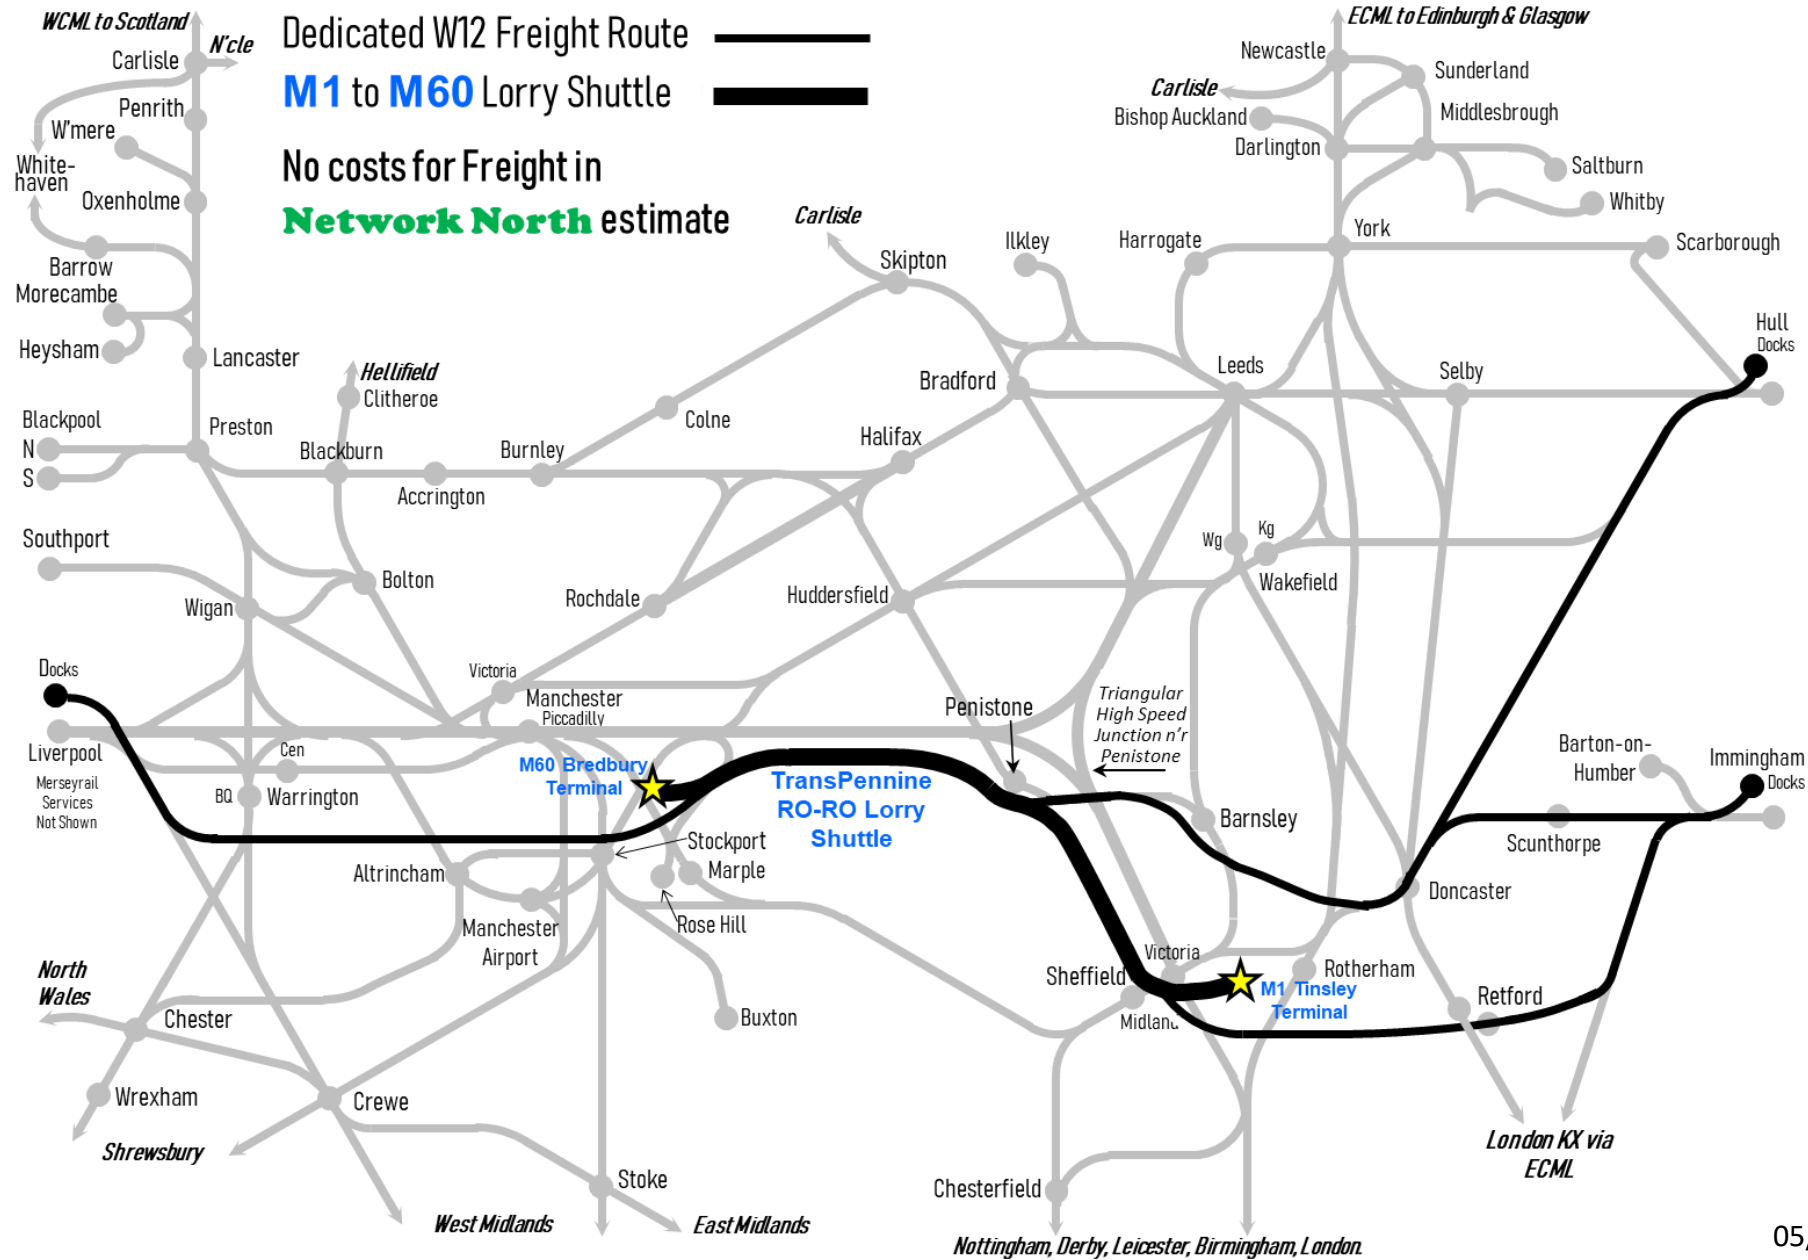 WCML to Scotland
N'cle
Carlisle
Penrith
W'mere
White-
haven
Oxenholme
Barrow
Morecambe
Heysham
Lancaster
Dedicated W12 Freight Route
M1 to M60 Lorry Shuttle
No costs for Freight in
Network North estimate
ECML to Edinburgh & Glasgow
Newcastle
Sunderland
Carlisle
Bishop Auckland
Middlesbrough
Darlington
Saltburn
Whitby
Carlisle
Skipton
Ilkley
Harrogate
York
Scarborough
Hull
Docks
Hellifield
Clitheroe
Bradford
Leeds
Selby
Blackpool
N
S
Preston
Blackburn
Accrington
Burnley
Colne
Halifax
Southport
Wigan
Bolton
Rochdale
Huddersfield
Wg
Kg
Wakefield
Docks
Liverpool
Merseyrail
Services
Not Shown
Cen
BQ
Warrington
Victoria
Manchester
Piccadilly
M60 Bredbury
Terminal
TransPennine
RO-RO Lorry
Shuttle
Penistone
Triangular
High Speed
Junction n'r
Penistone
Barnsley
Barton-on-
Humber
Immingham
Docks
Scunthorpe
Doncaster
Stockport
Marple
Rose Hill
Altrincham
Manchester
Airport
Buxton
Victoria
Sheffield
Midland
M1 Tinsley
Terminal
Rotherham
Retford
North
Wales
Chester
Wrexham
Crewe
Shrewsbury
Stoke
West Midlands
East Midlands
Chesterfield
London KX via
ECML
Nottingham, Derby, Leicester, Birmingham, London.
05